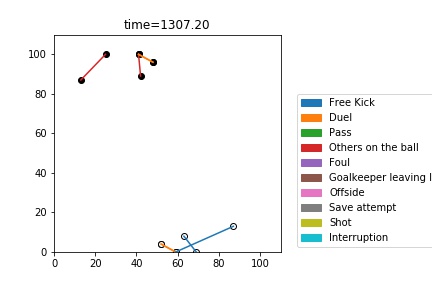 time=1307.20
100
80
60
40
20
0
0 20 40 60 80 100
Free Kick
Duel
Pass
Others on the ball
Foul
Goalkeeper leaving l
Offside
Save attempt
Shot
Interruption